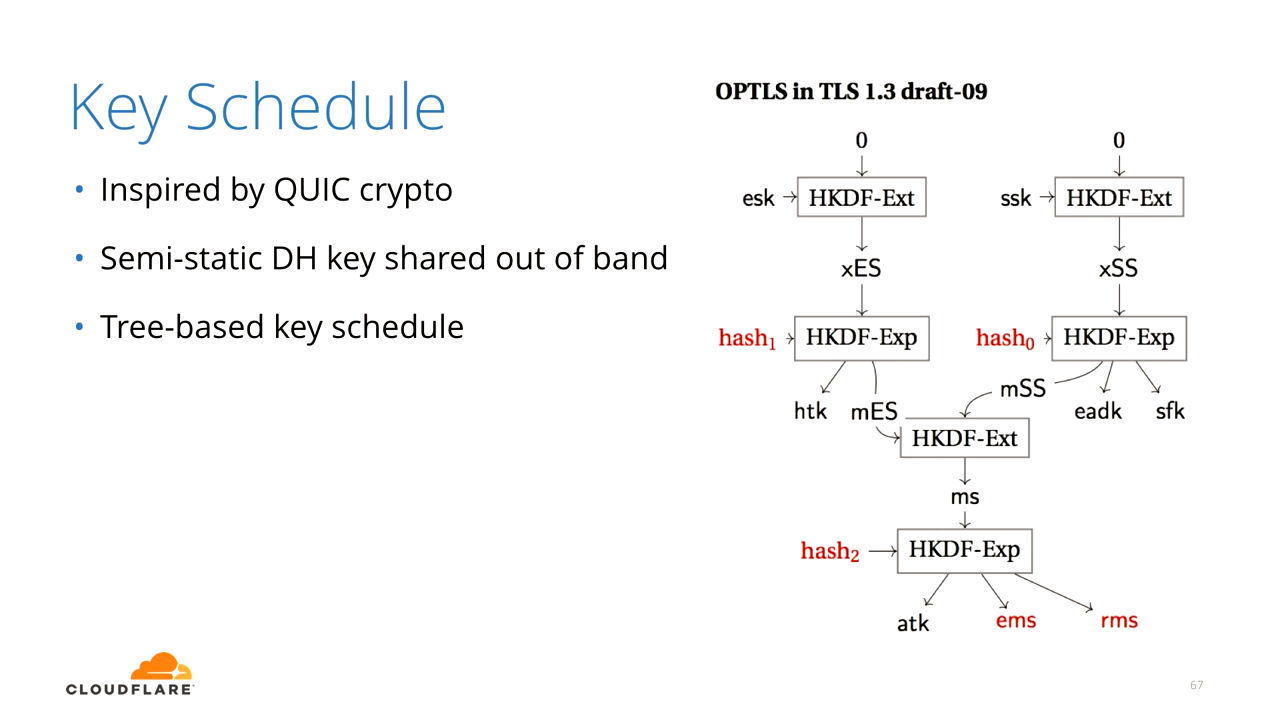 Key Schedule
• Inspired by QUIC crypto
• Semi-static DH key shared out of band
• Tree-based key schedule
OPTLS in TLS 1.3 draft-09
0 0
esk HKDF-Ext ssk HKDF-Ext
xES xSS
hash₁ HKDF-Exp hash₀ HKDF-Exp
mSS
htk mES eadk sfk
HKDF-Ext
ms
hash₂ HKDF-Exp
atk ems rms
CLOUDFLARE
67